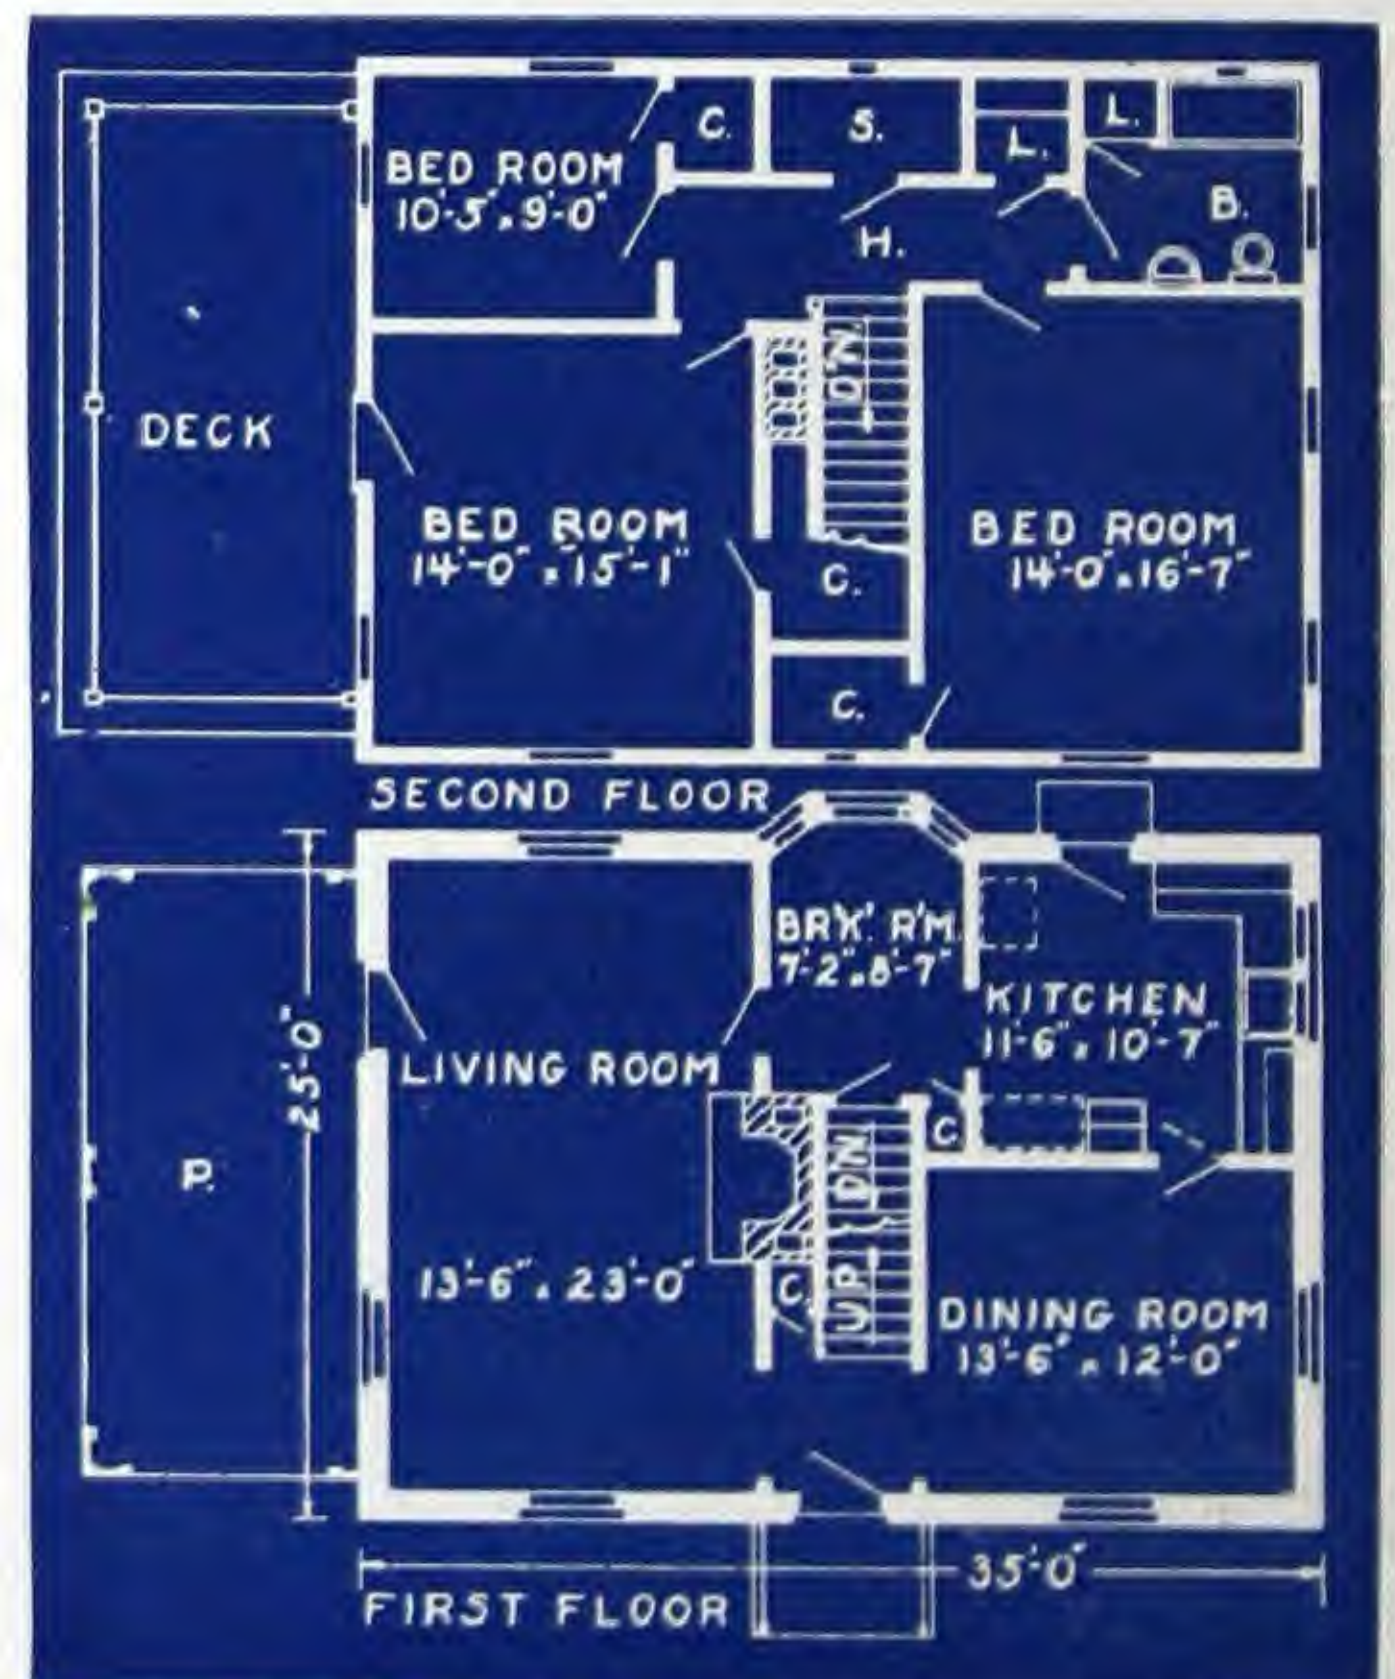 C.
S.
L.
L.
BED ROOM
10'-5" x 9'-0"
B.
H.
D'N.
DECK
BED ROOM
14'-0" x 15'-1"
BED ROOM
14'-0" x 16'-7"
C.
C.
SECOND FLOOR
BR'K'. R'M.
7'-2" x 8'-7"
KITCHEN
11'-6" x 10'-7"
25'-0"
LIVING ROOM
C
DN.
P.
13'-6" x 23'-0"
C.
UP
DINING ROOM
13'-6" x 12'-0"
35'-0"
FIRST FLOOR